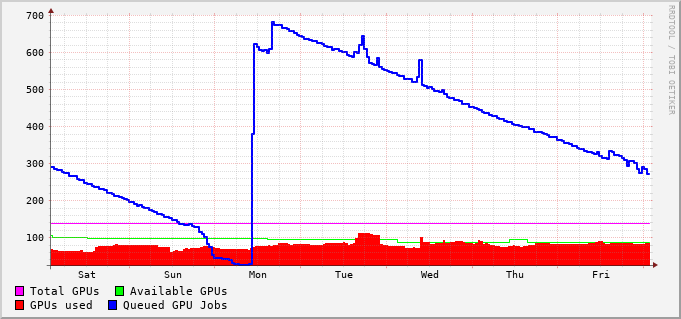 700
600
500
400
300
200
100
Sat Sun Mon Tue Wed Thu Fri
Total GPUs Available GPUs
GPUs used Queued GPU Jobs
RRDTOOL / TOBI OETIKER